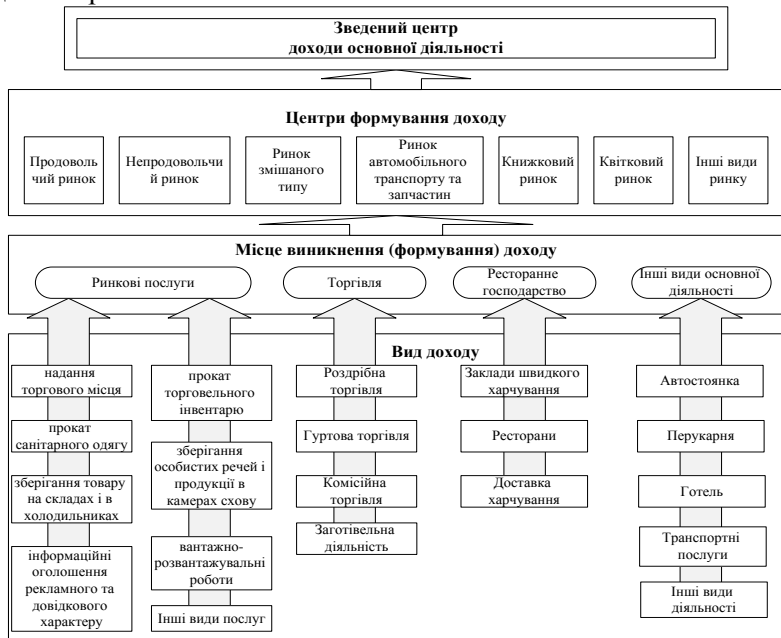 Зведений центр
доходи основної діяльності
Центри формування доходу
Продоволь
чий ринок
Непродовольчи
й ринок
Ринок
змішаного
типу
Ринок
автомобільного
транспорту та
запчастин
Книжковий
ринок
Квітковий
ринок
Інші види
ринку
Місце виникнення (формування) доходу
Ринкові послуги
Торгівля
Ресторанне
господарство
Інші види основної
діяльності
Вид доходу
надання
торгового місця
прокат
санітарного одягу
зберігання товару
на складах і в
холодильниках
інформаційні
оголошення
рекламного та
довідкового
характеру
прокат
торговельного
інвентарю
зберігання
особистих речей і
продукції в
камерах схову
вантажно-
розвантажувальні
роботи
Інші види послуг
Роздрібна
торгівля
Гуртова торгівля
Комісійна
торгівля
Заготівельна
діяльність
Заклади швидкого
харчування
Ресторани
Доставка
харчування
Автостоянка
Перукарня
Готель
Транспортні
послуги
Інші види
діяльності